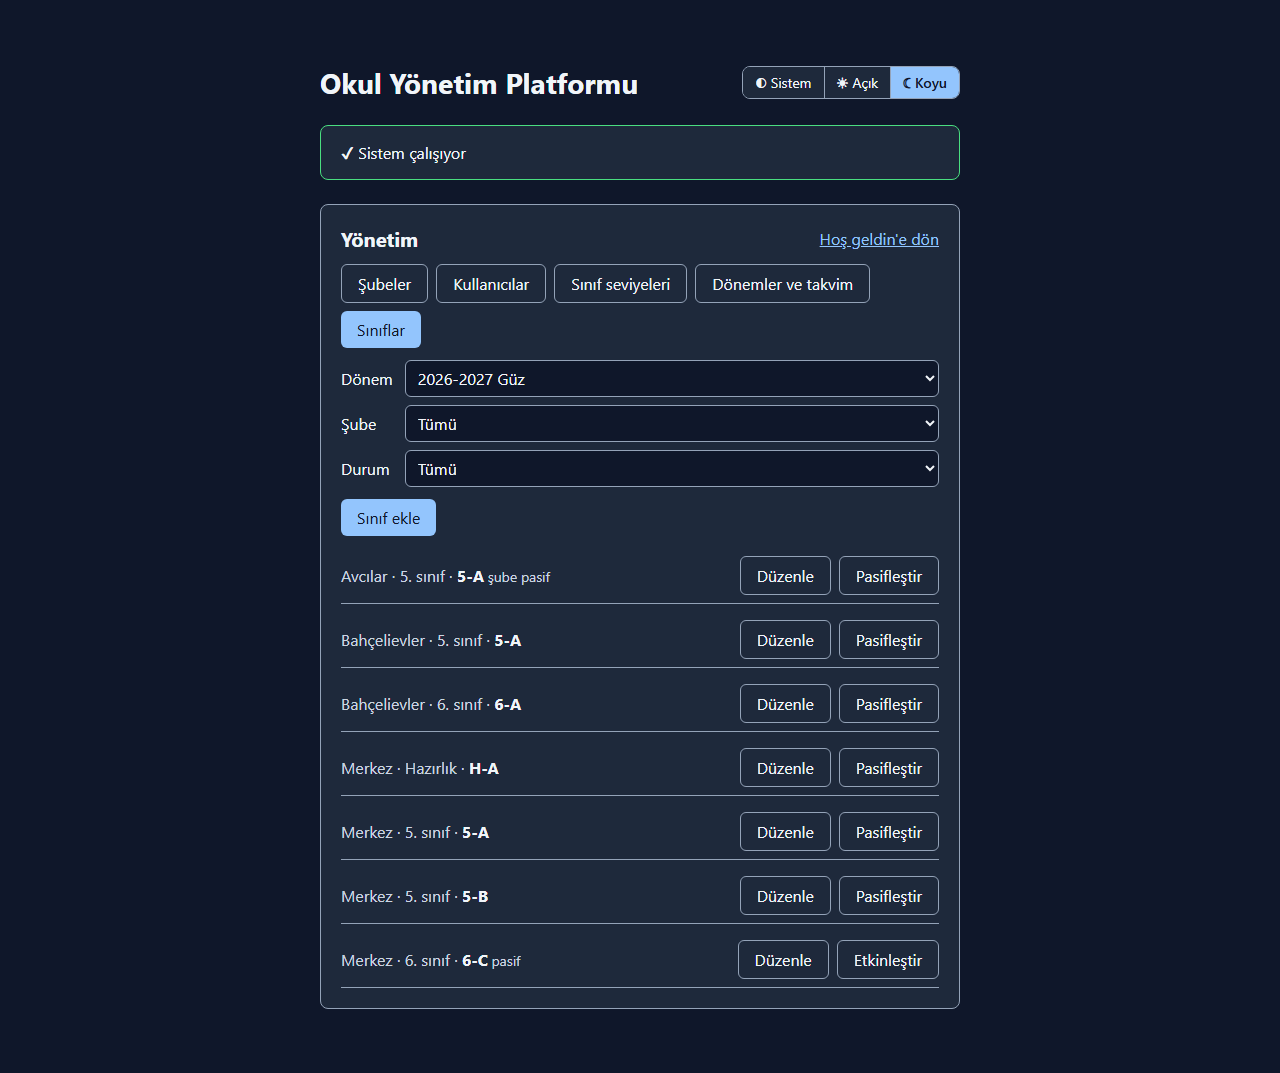 Okul Yönetim Platformu
◐ Sistem ☀ Açık ☾ Koyu
✓ Sistem çalışıyor
Yönetim Hoş geldin'e dön
Şubeler Kullanıcılar Sınıf seviyeleri Dönemler ve takvim
Sınıflar
Dönem 2026-2027 Güz
Şube Tümü
Durum Tümü
Sınıf ekle
Avcılar · 5. sınıf · 5-A şube pasif Düzenle Pasifleştir
Bahçelievler · 5. sınıf · 5-A Düzenle Pasifleştir
Bahçelievler · 6. sınıf · 6-A Düzenle Pasifleştir
Merkez · Hazırlık · H-A Düzenle Pasifleştir
Merkez · 5. sınıf · 5-A Düzenle Pasifleştir
Merkez · 5. sınıf · 5-B Düzenle Pasifleştir
Merkez · 6. sınıf · 6-C pasif Düzenle Etkinleştir